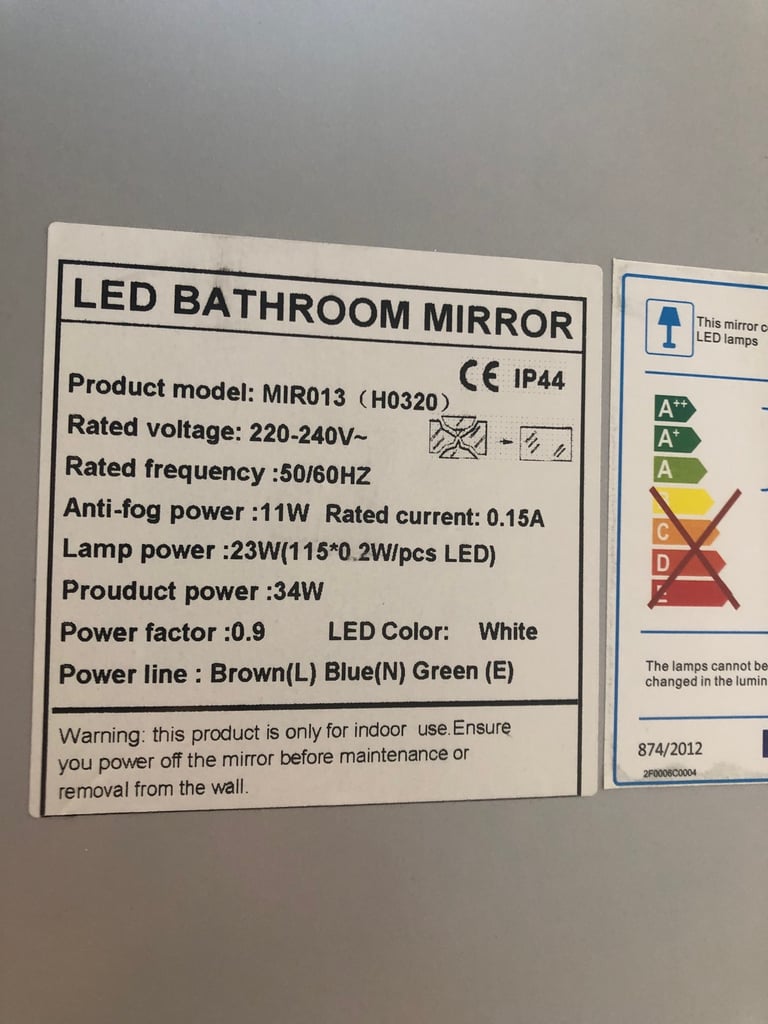 LED BATHROOM MIRROR
CE IP44
Product model: MIR013（H0320）
Rated voltage: 220-240V~
Rated frequency :50/60HZ
Anti-fog power :11W Rated current: 0.15A
Lamp power :23W(115*0.2W/pcs LED)
Prouduct power :34W
Power factor :0.9 LED Color: White
Power line : Brown(L) Blue(N) Green (E)
Warning: this product is only for indoor use.Ensure
you power off the mirror before maintenance or
removal from the wall.
This mirror c
LED lamps
A++
A+
A
C
D
E
The lamps cannot be
changed in the lumin
874/2012
2F0006C0004